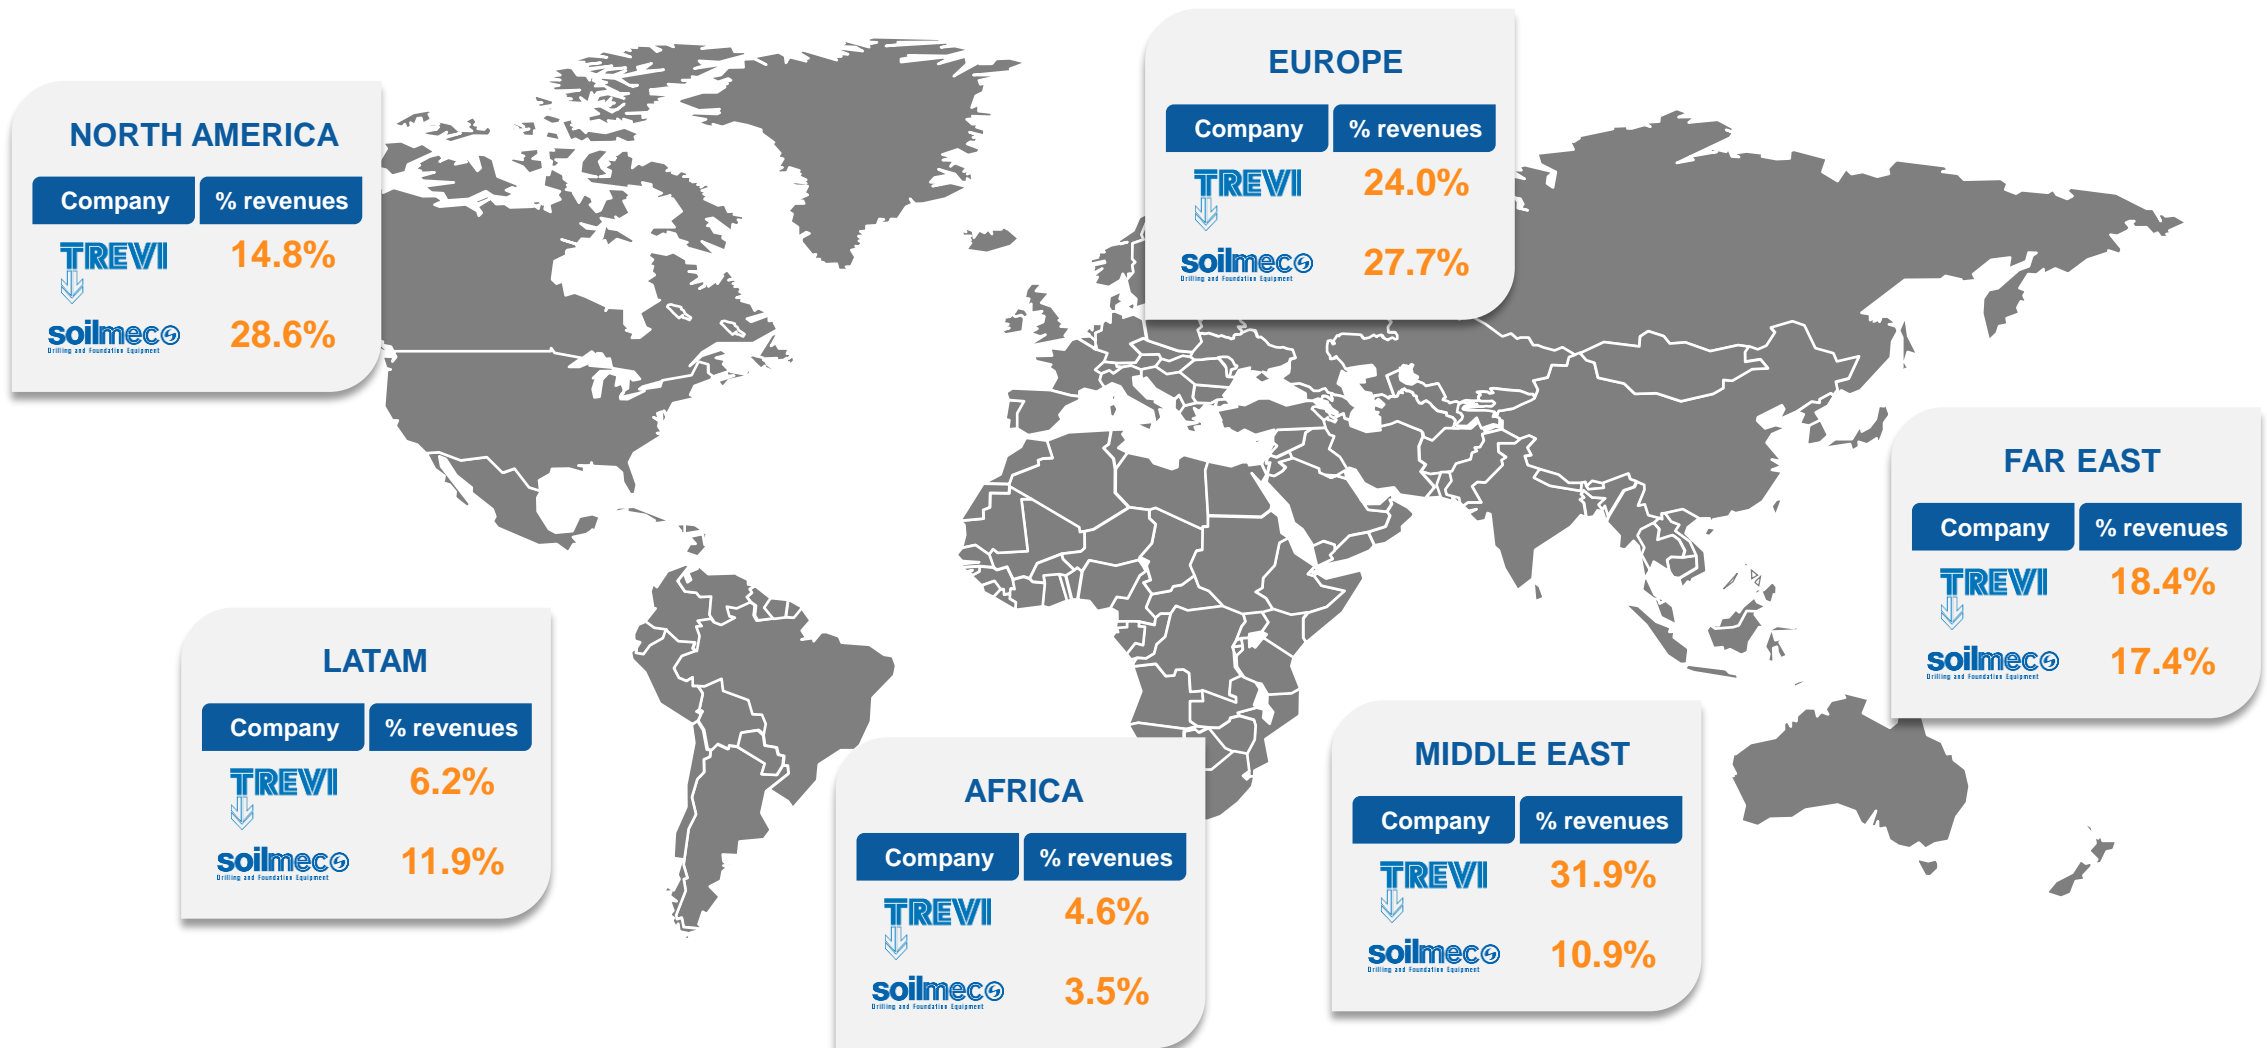 EUROPE
Company % revenues
TREVI 24.0%
soilmec 27.7%
Drilling and Foundation Equipment
NORTH AMERICA
Company % revenues
TREVI 14.8%
soilmec 28.6%
Drilling and Foundation Equipment
FAR EAST
Company % revenues
TREVI 18.4%
soilmec 17.4%
Drilling and Foundation Equipment
LATAM
Company % revenues
TREVI 6.2%
soilmec 11.9%
Drilling and Foundation Equipment
AFRICA
Company % revenues
TREVI 4.6%
soilmec 3.5%
Drilling and Foundation Equipment
MIDDLE EAST
Company % revenues
TREVI 31.9%
soilmec 10.9%
Drilling and Foundation Equipment